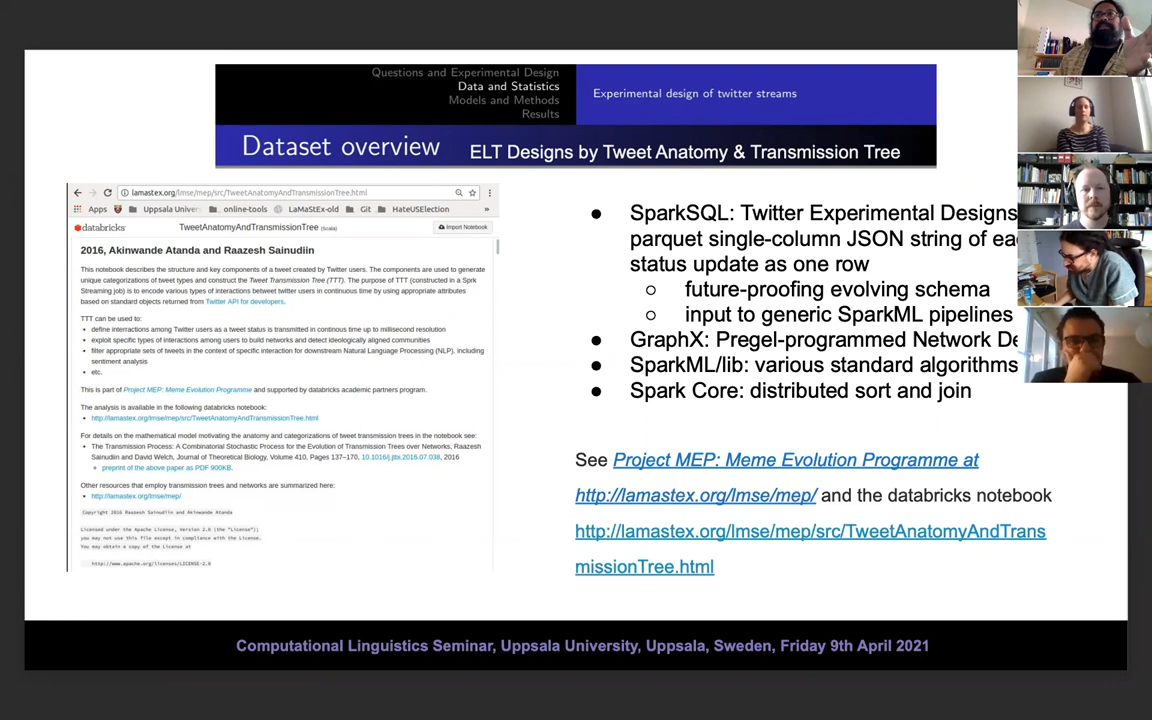 Questions and Experimental Design
Data and Statistics
Models and Methods
Results
Experimental design of twitter streams
Dataset overview
ELT Designs by Tweet Anatomy & Transmission Tree
lamastex.org/lmse/mep/src/TweetAnatomyAndTransmissionTree.html
Apps
Uppsala Univer
online-tools
LaMaStEx-old
Git
HateUSElection
»
databricks
TweetAnatomyAndTransmissionTree (Scala)
Import Notebook
2016, Akinwande Atanda and Raazesh Sainudiin
This notebook describes the structure and key components of a tweet created by Twitter users. The components are used to generate
unique categorizations of tweet types and construct the Tweet Transmission Tree (TTT). The purpose of TTT (constructed in a Sprk
Streaming job) is to encode various types of interactions betweet twitter users in continuous time by using appropriate attributes
based on standard objects returned from Twitter API for developers.
TTT can be used to:
• define interractions among Twitter users as a tweet status is transmitted in continous time up to millisecond resolution
• exploit specific types of interactions among users to build networks and detect ideologically aligned communities
• filter appropriate sets of tweets in the context of specific interaction for downstream Natural Language Processing (NLP), including
sentiment analysis
• etc.
This is part of Project MEP: Meme Evolution Programme and supported by databricks academic partners program.
The analysis is available in the following databricks notebook:
• http://lamastex.org/lmse/mep/src/TweetAnatomyAndTransmissionTree.html
For details on the mathematical model motivating the anatomy and categorizations of tweet transmission trees in the notebook see:
• The Transmission Process: A Combinatorial Stochastic Process for the Evolution of Transmission Trees over Networks, Raazesh
Sainudiin and David Welch, Journal of Theoretical Biology, Volume 410, Pages 137–170, 10.1016/j.jtbi.2016.07.038, 2016
preprint of the above paper as PDF 900KB.
Other resources that employ transmission trees and networks are summarized here:
• http://lamastex.org/lmse/mep/
Copyright 2016 Raazesh Sainudiin and Akinwande Atanda
Licensed under the Apache License, Version 2.0 (the "License");
you may not use this file except in compliance with the License.
You may obtain a copy of the License at
http://www.apache.org/licenses/LICENSE-2.0
● SparkSQL: Twitter Experimental Designs
parquet single-column JSON string of eac
status update as one row
○ future-proofing evolving schema
○ input to generic SparkML pipelines
● GraphX: Pregel-programmed Network De
● SparkML/lib: various standard algorithms
● Spark Core: distributed sort and join
See Project MEP: Meme Evolution Programme at
http://lamastex.org/lmse/mep/ and the databricks notebook
http://lamastex.org/lmse/mep/src/TweetAnatomyAndTrans
missionTree.html
Computational Linguistics Seminar, Uppsala University, Uppsala, Sweden, Friday 9th April 2021